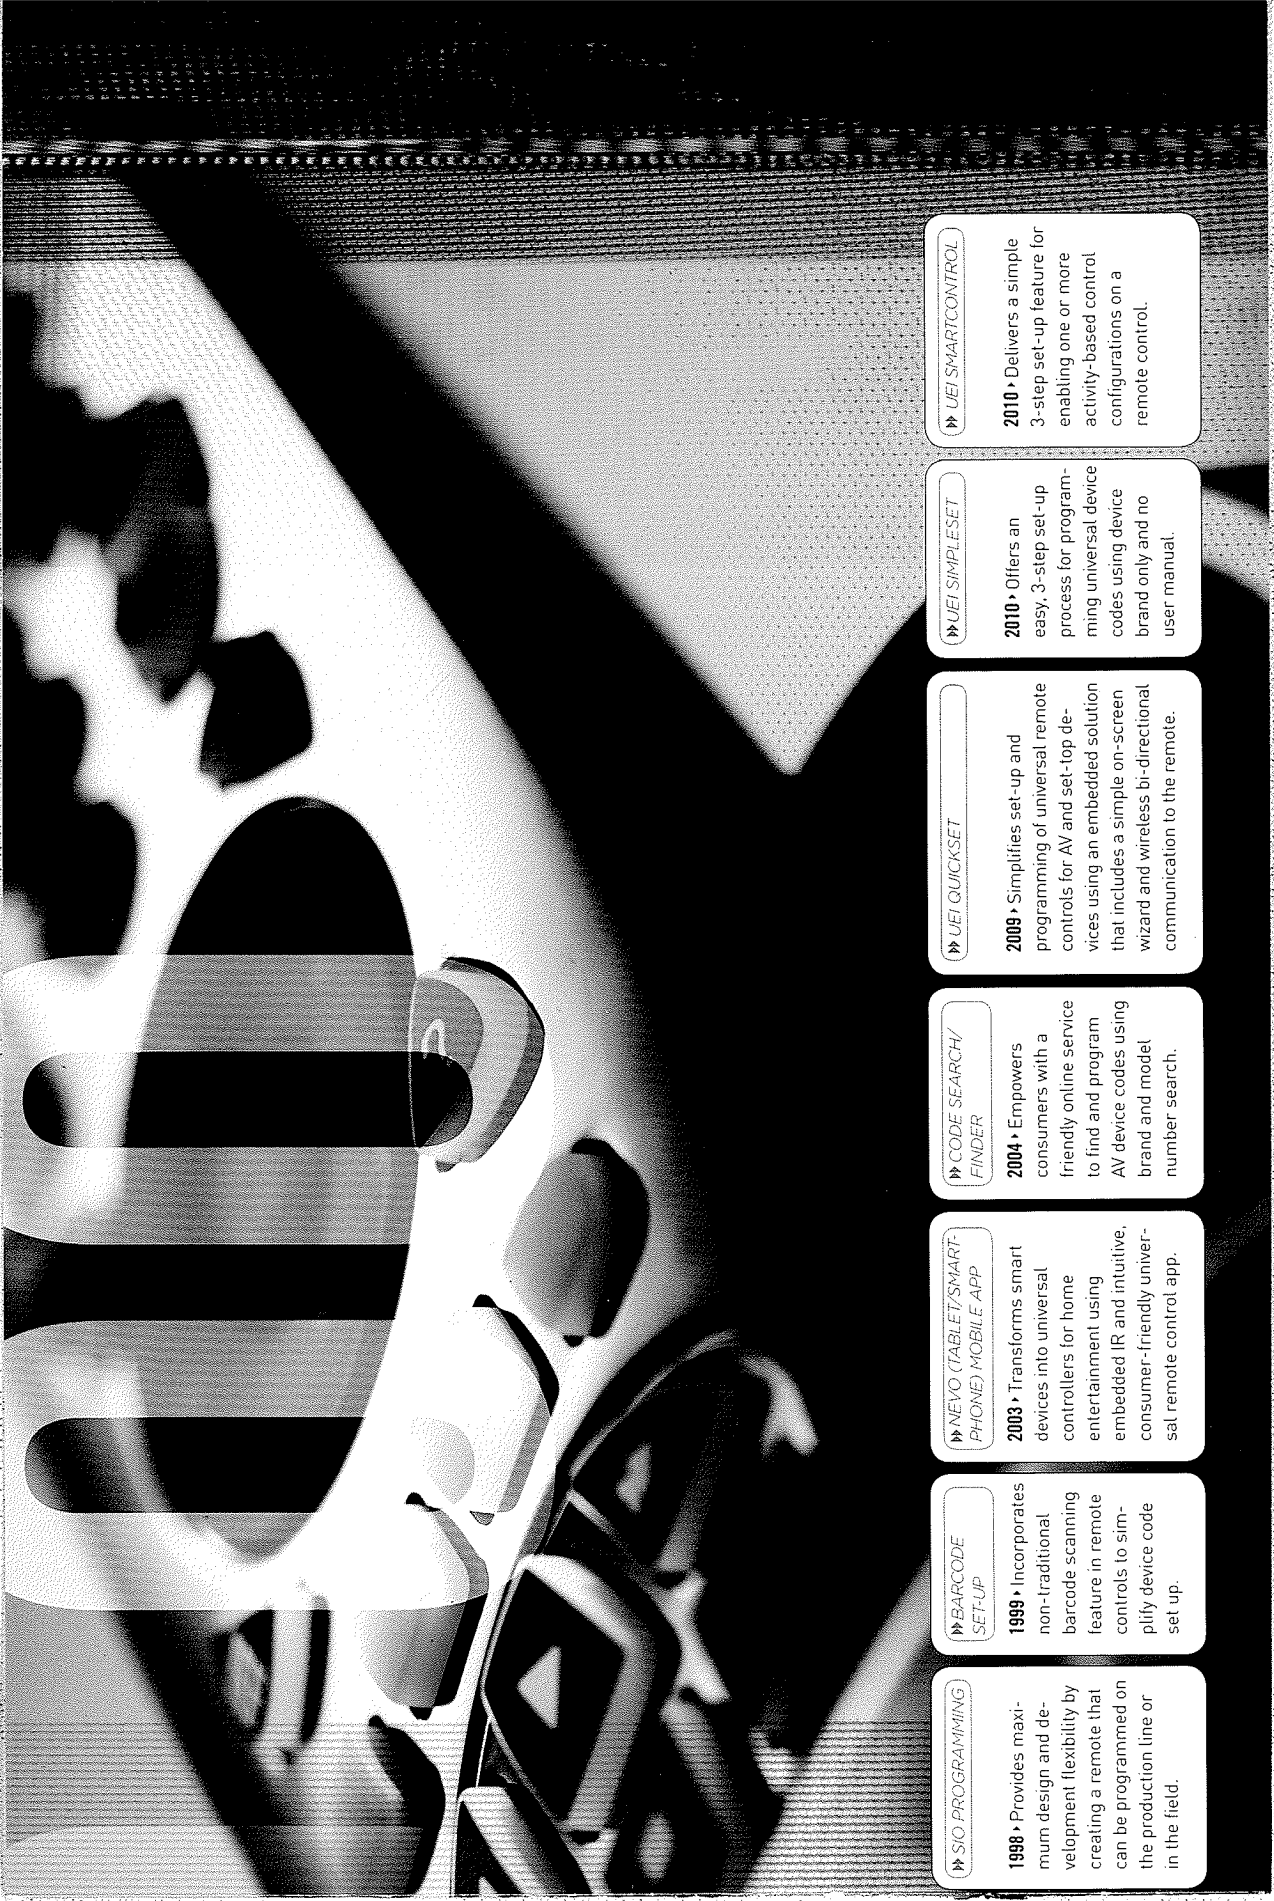 SIO PROGRAMMING
1998 ▸ Provides maxi-
mum design and de-
velopment flexibility by
creating a remote that
can be programmed on
the production line or
in the field.
BARCODE
SET-UP
1999 ▸ Incorporates
non-traditional
barcode scanning
feature in remote
controls to sim-
plify device code
set up.
NEVO (TABLET/SMART-
PHONE) MOBILE APP
2003 ▸ Transforms smart
devices into universal
controllers for home
entertainment using
embedded IR and intuitive,
consumer-friendly univer-
sal remote control app.
CODE SEARCH/
FINDER
2004 ▸ Empowers
consumers with a
friendly online service
to find and program
AV device codes using
brand and model
number search.
UEI QUICKSET
2009 ▸ Simplifies set-up and
programming of universal remote
controls for AV and set-top de-
vices using an embedded solution
that includes a simple on-screen
wizard and wireless bi-directional
communication to the remote.
UEI SIMPLESET
2010 ▸ Offers an
easy, 3-step set-up
process for program-
ming universal device
codes using device
brand only and no
user manual.
UEI SMARTCONTROL
2010 ▸ Delivers a simple
3-step set-up feature for
enabling one or more
activity-based control
configurations on a
remote control.